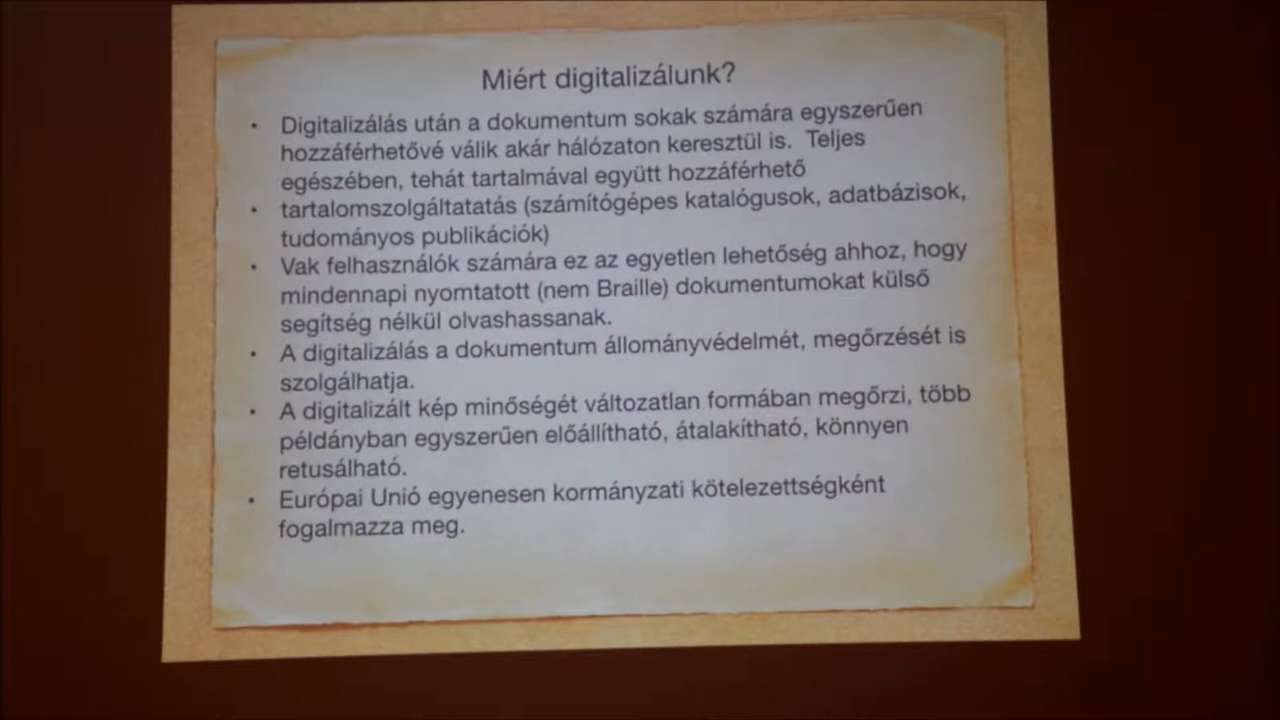 Miért digitalizálunk?
• Digitalizálás után a dokumentum sokak számára egyszerűen
hozzáférhetővé válik akár hálózaton keresztül is. Teljes
egészében, tehát tartalmával együtt hozzáférhető
• tartalomszolgáltatatás (számítógépes katalógusok, adatbázisok,
tudományos publikációk)
• Vak felhasználók számára ez az egyetlen lehetőség ahhoz, hogy
mindennapi nyomtatott (nem Braille) dokumentumokat külső
segítség nélkül olvashassanak.
• A digitalizálás a dokumentum állományvédelmét, megőrzését is
szolgálhatja.
• A digitalizált kép minőségét változatlan formában megőrzi, több
példányban egyszerűen előállítható, átalakítható, könnyen
retusálható.
• Európai Unió egyenesen kormányzati kötelezettségként
fogalmazza meg.